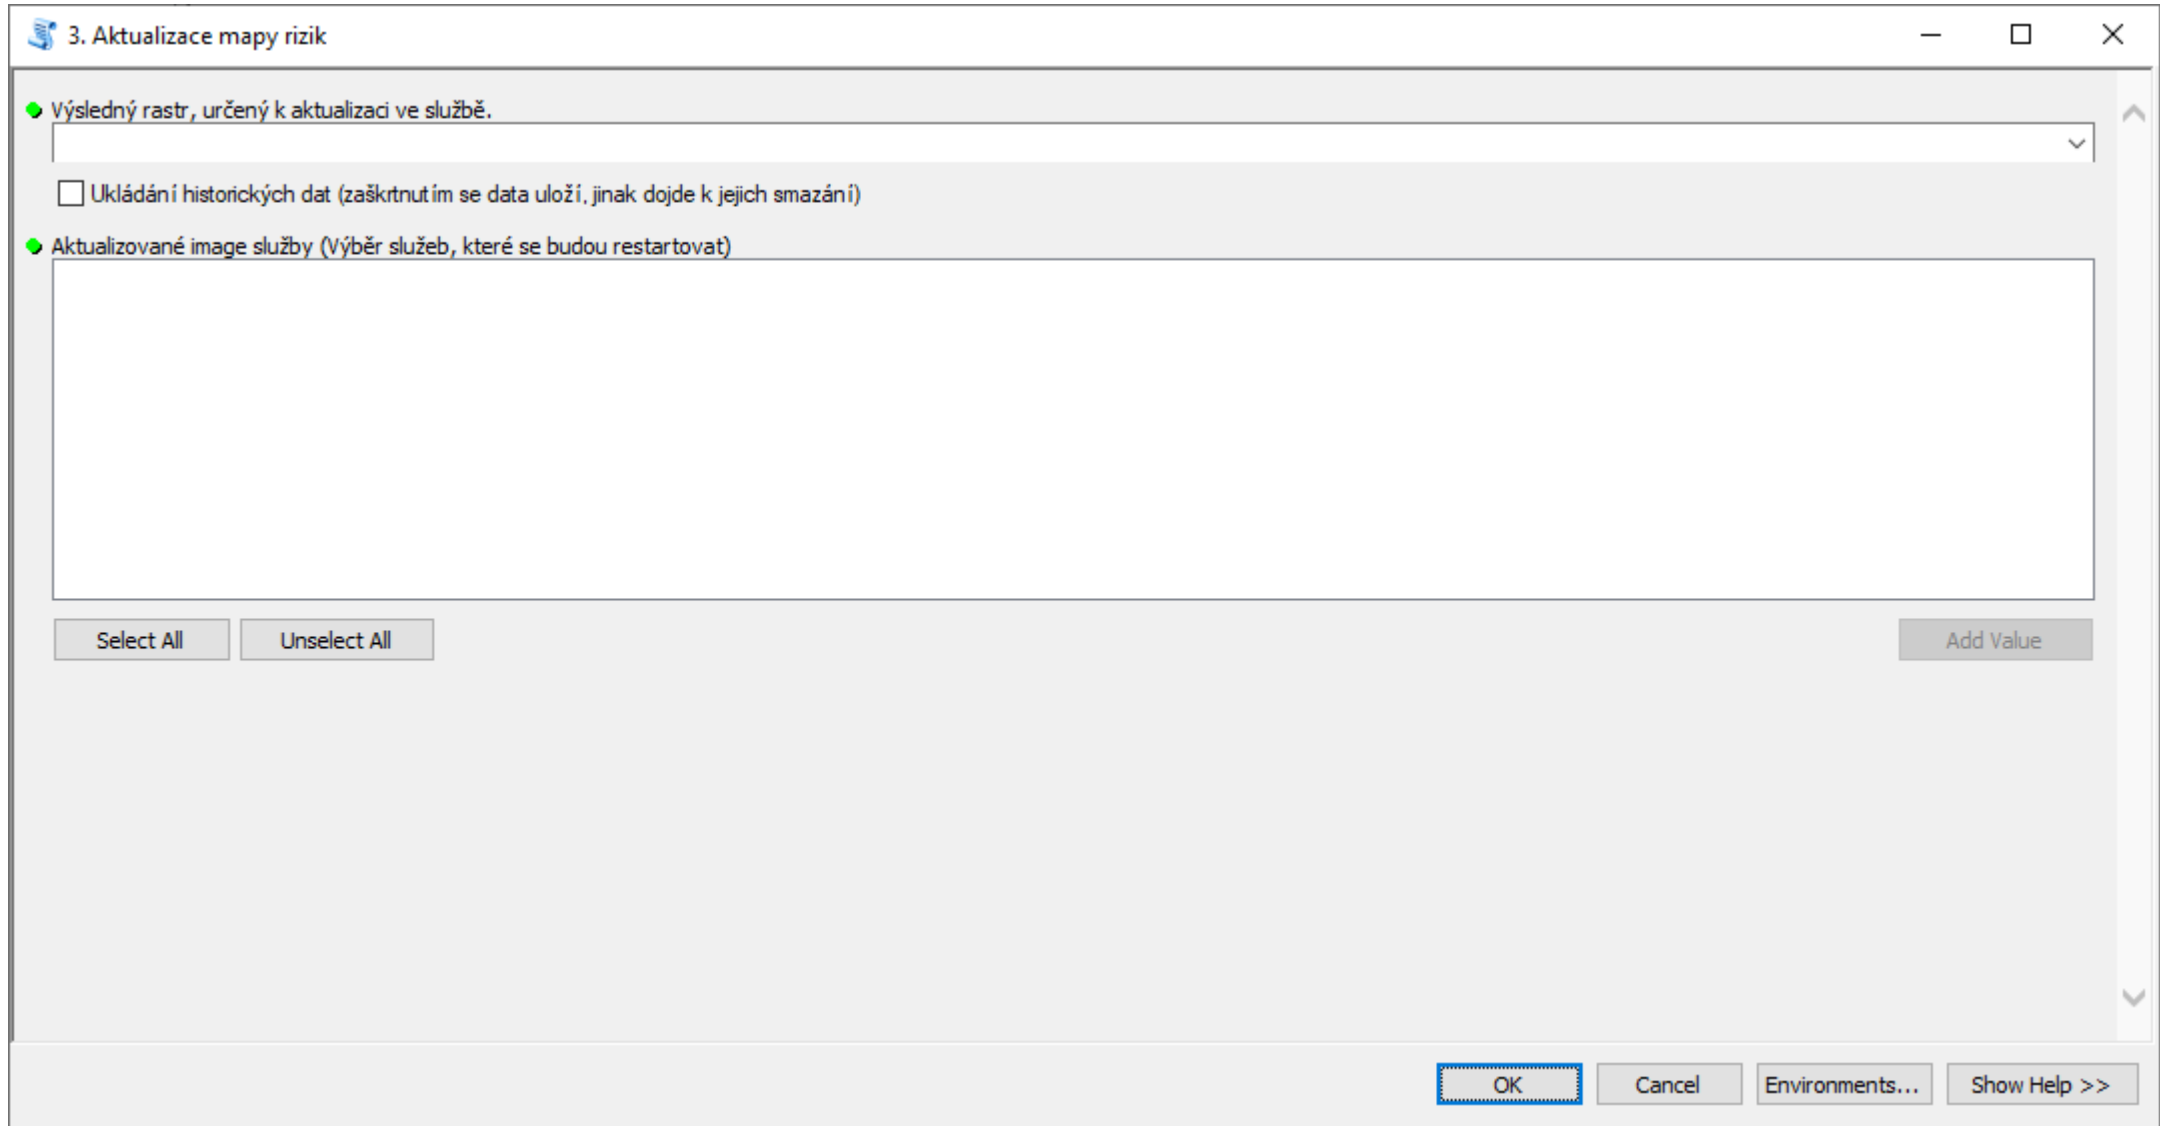 3. Aktualizace mapy rizik
Výsledný rastr, určený k aktualizaci ve službě.
Ukládání historických dat (zaškrtnutím se data uloží, jinak dojde k jejich smazání)
Aktualizované image služby (Výběr služeb, které se budou restartovat)
Select All
Unselect All
Add Value
OK
Cancel
Environments...
Show Help >>